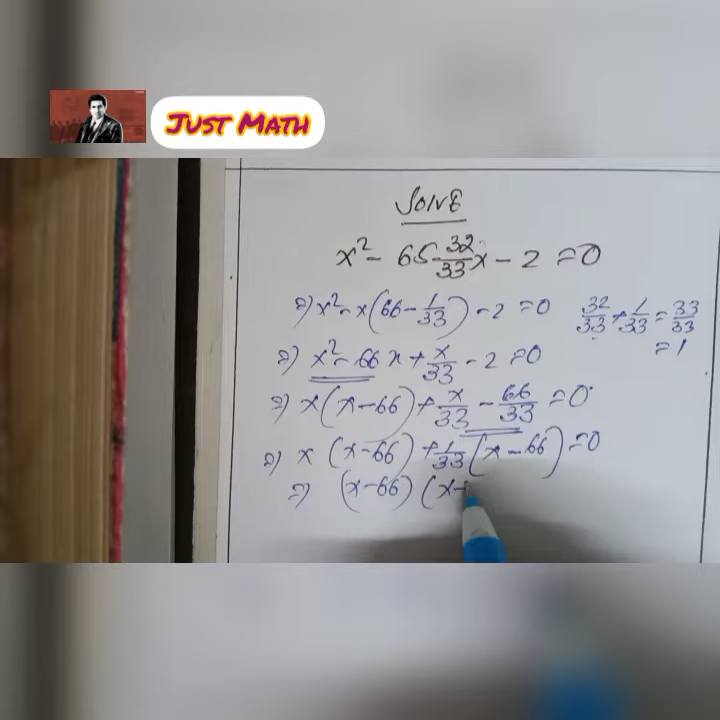 JUST MATH
SOLVE
x² - 65 32/33 x - 2 = 0
⇒) x² - x(66 - 1/33) - 2 = 0
32/33 + 1/33 = 33/33
= 1
⇒) x² - 66x + x/33 - 2 = 0
⇒) x(x-66) + x/33 - 66/33 = 0
⇒) x (x-66) + 1/33 (x-66) = 0
⇒) (x-66) (x+